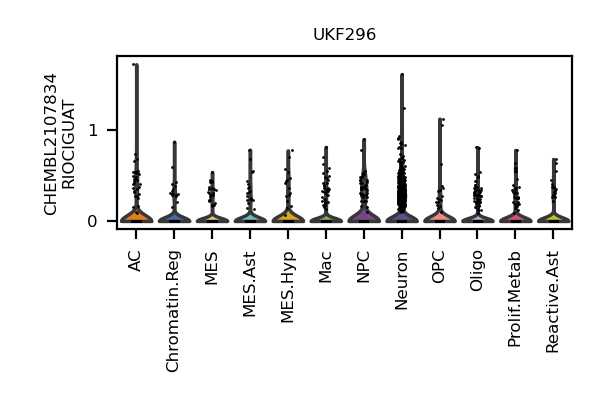 UKF296
CHEMBL2107834
RIOCIGUAT
1
0
AC
Chromatin.Reg
MES
MES.Ast
MES.Hyp
Mac
NPC
Neuron
OPC
Oligo
Prolif.Metab
Reactive.Ast